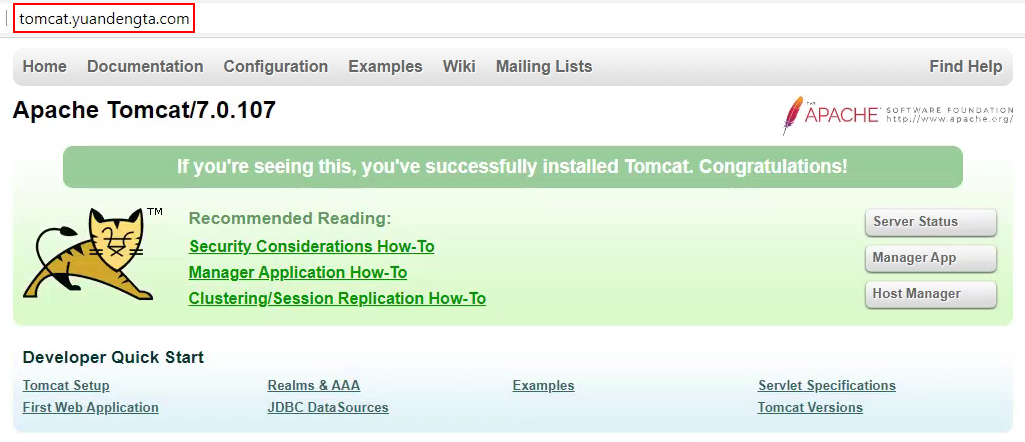 tomcat.yuandengta.com
Home Documentation Configuration Examples Wiki Mailing Lists Find Help
Apache Tomcat/7.0.107
THE APACHE SOFTWARE FOUNDATION
http://www.apache.org/
If you're seeing this, you've successfully installed Tomcat. Congratulations!
TM
Recommended Reading:
Security Considerations How-To
Manager Application How-To
Clustering/Session Replication How-To
Server Status
Manager App
Host Manager
Developer Quick Start
Tomcat Setup
First Web Application
Realms & AAA
JDBC DataSources
Examples
Servlet Specifications
Tomcat Versions